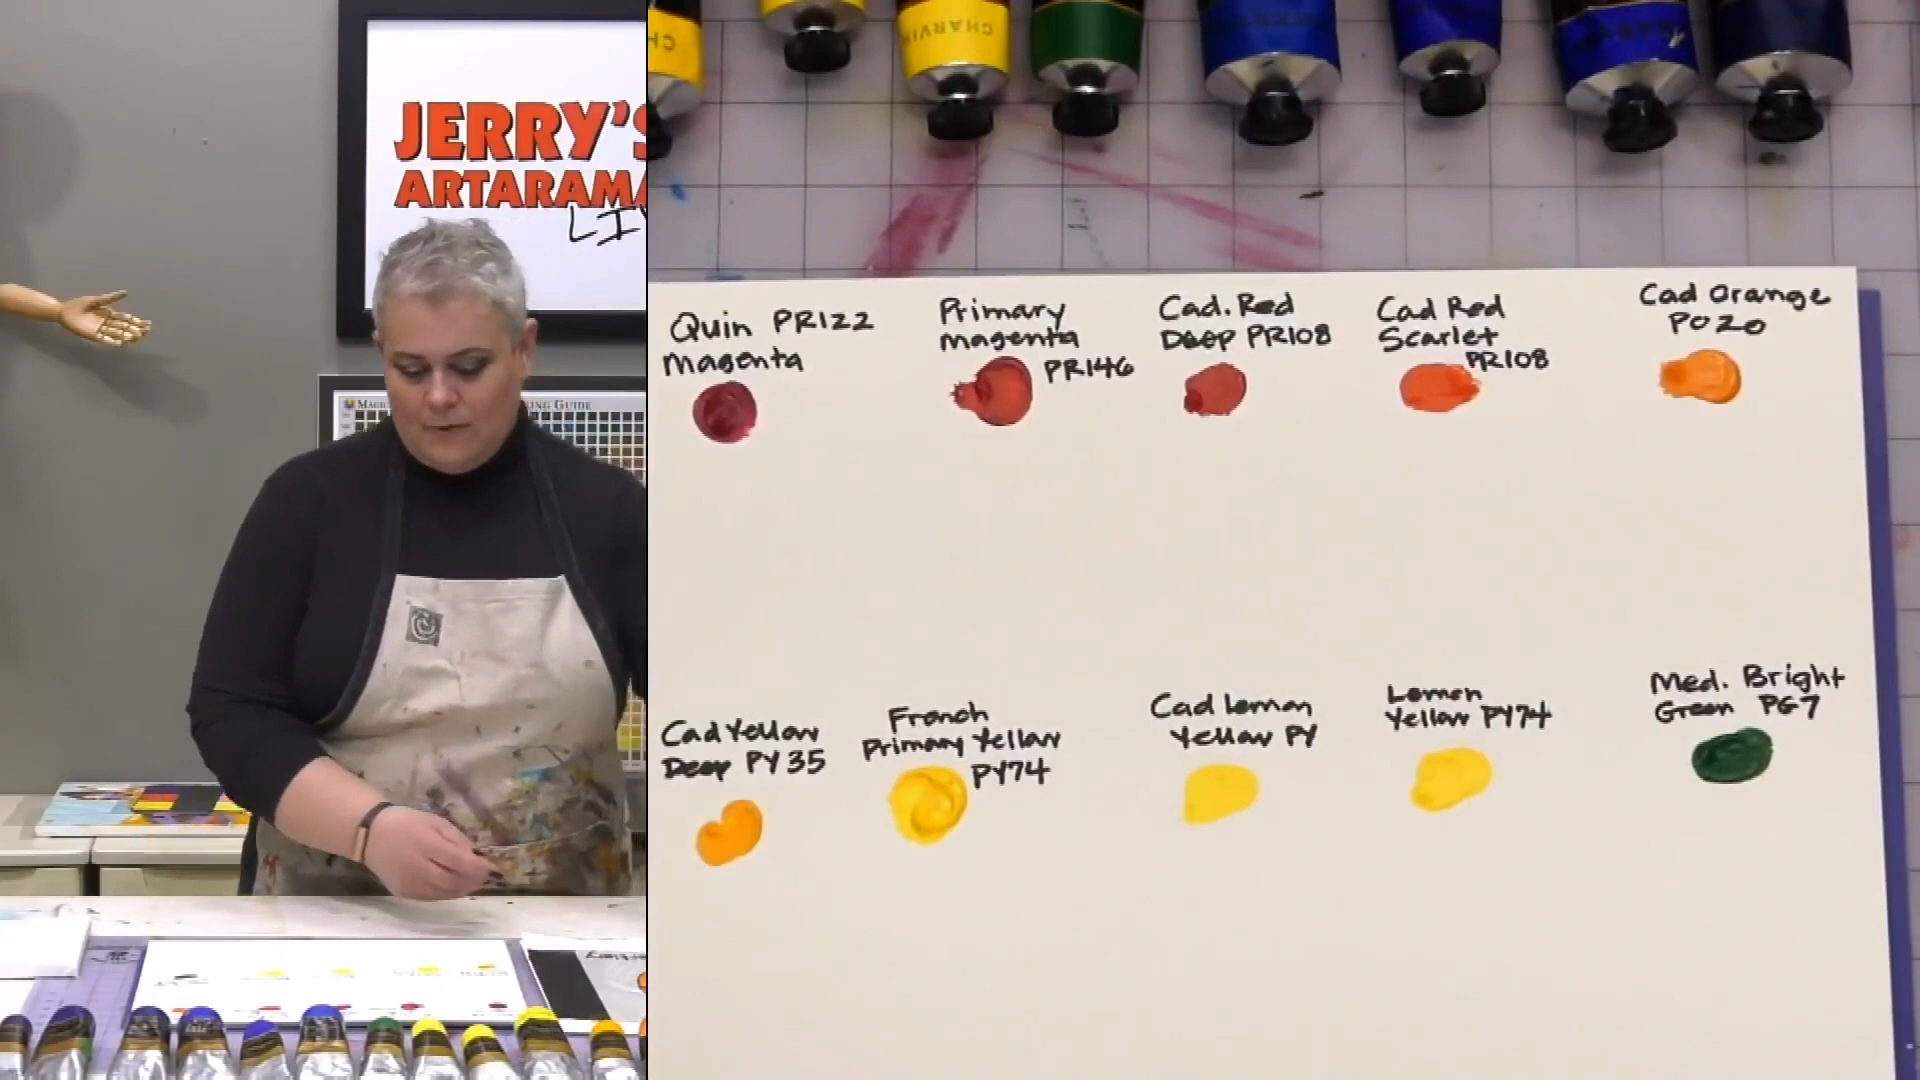 JERRY'S
ARTARAMA
LIV
CHARVIN
Quin PR122
Magenta
Primary
Magenta
PR146
Cad. Red
Deep PR108
Cad Red
Scarlet
PR108
Cad Orange
PO20
Cad Yellow
Deep PY35
French
Primary Yellow
PY74
Cad Lemon
Yellow PY
Lemon
Yellow PY74
Med. Bright
Green PG7